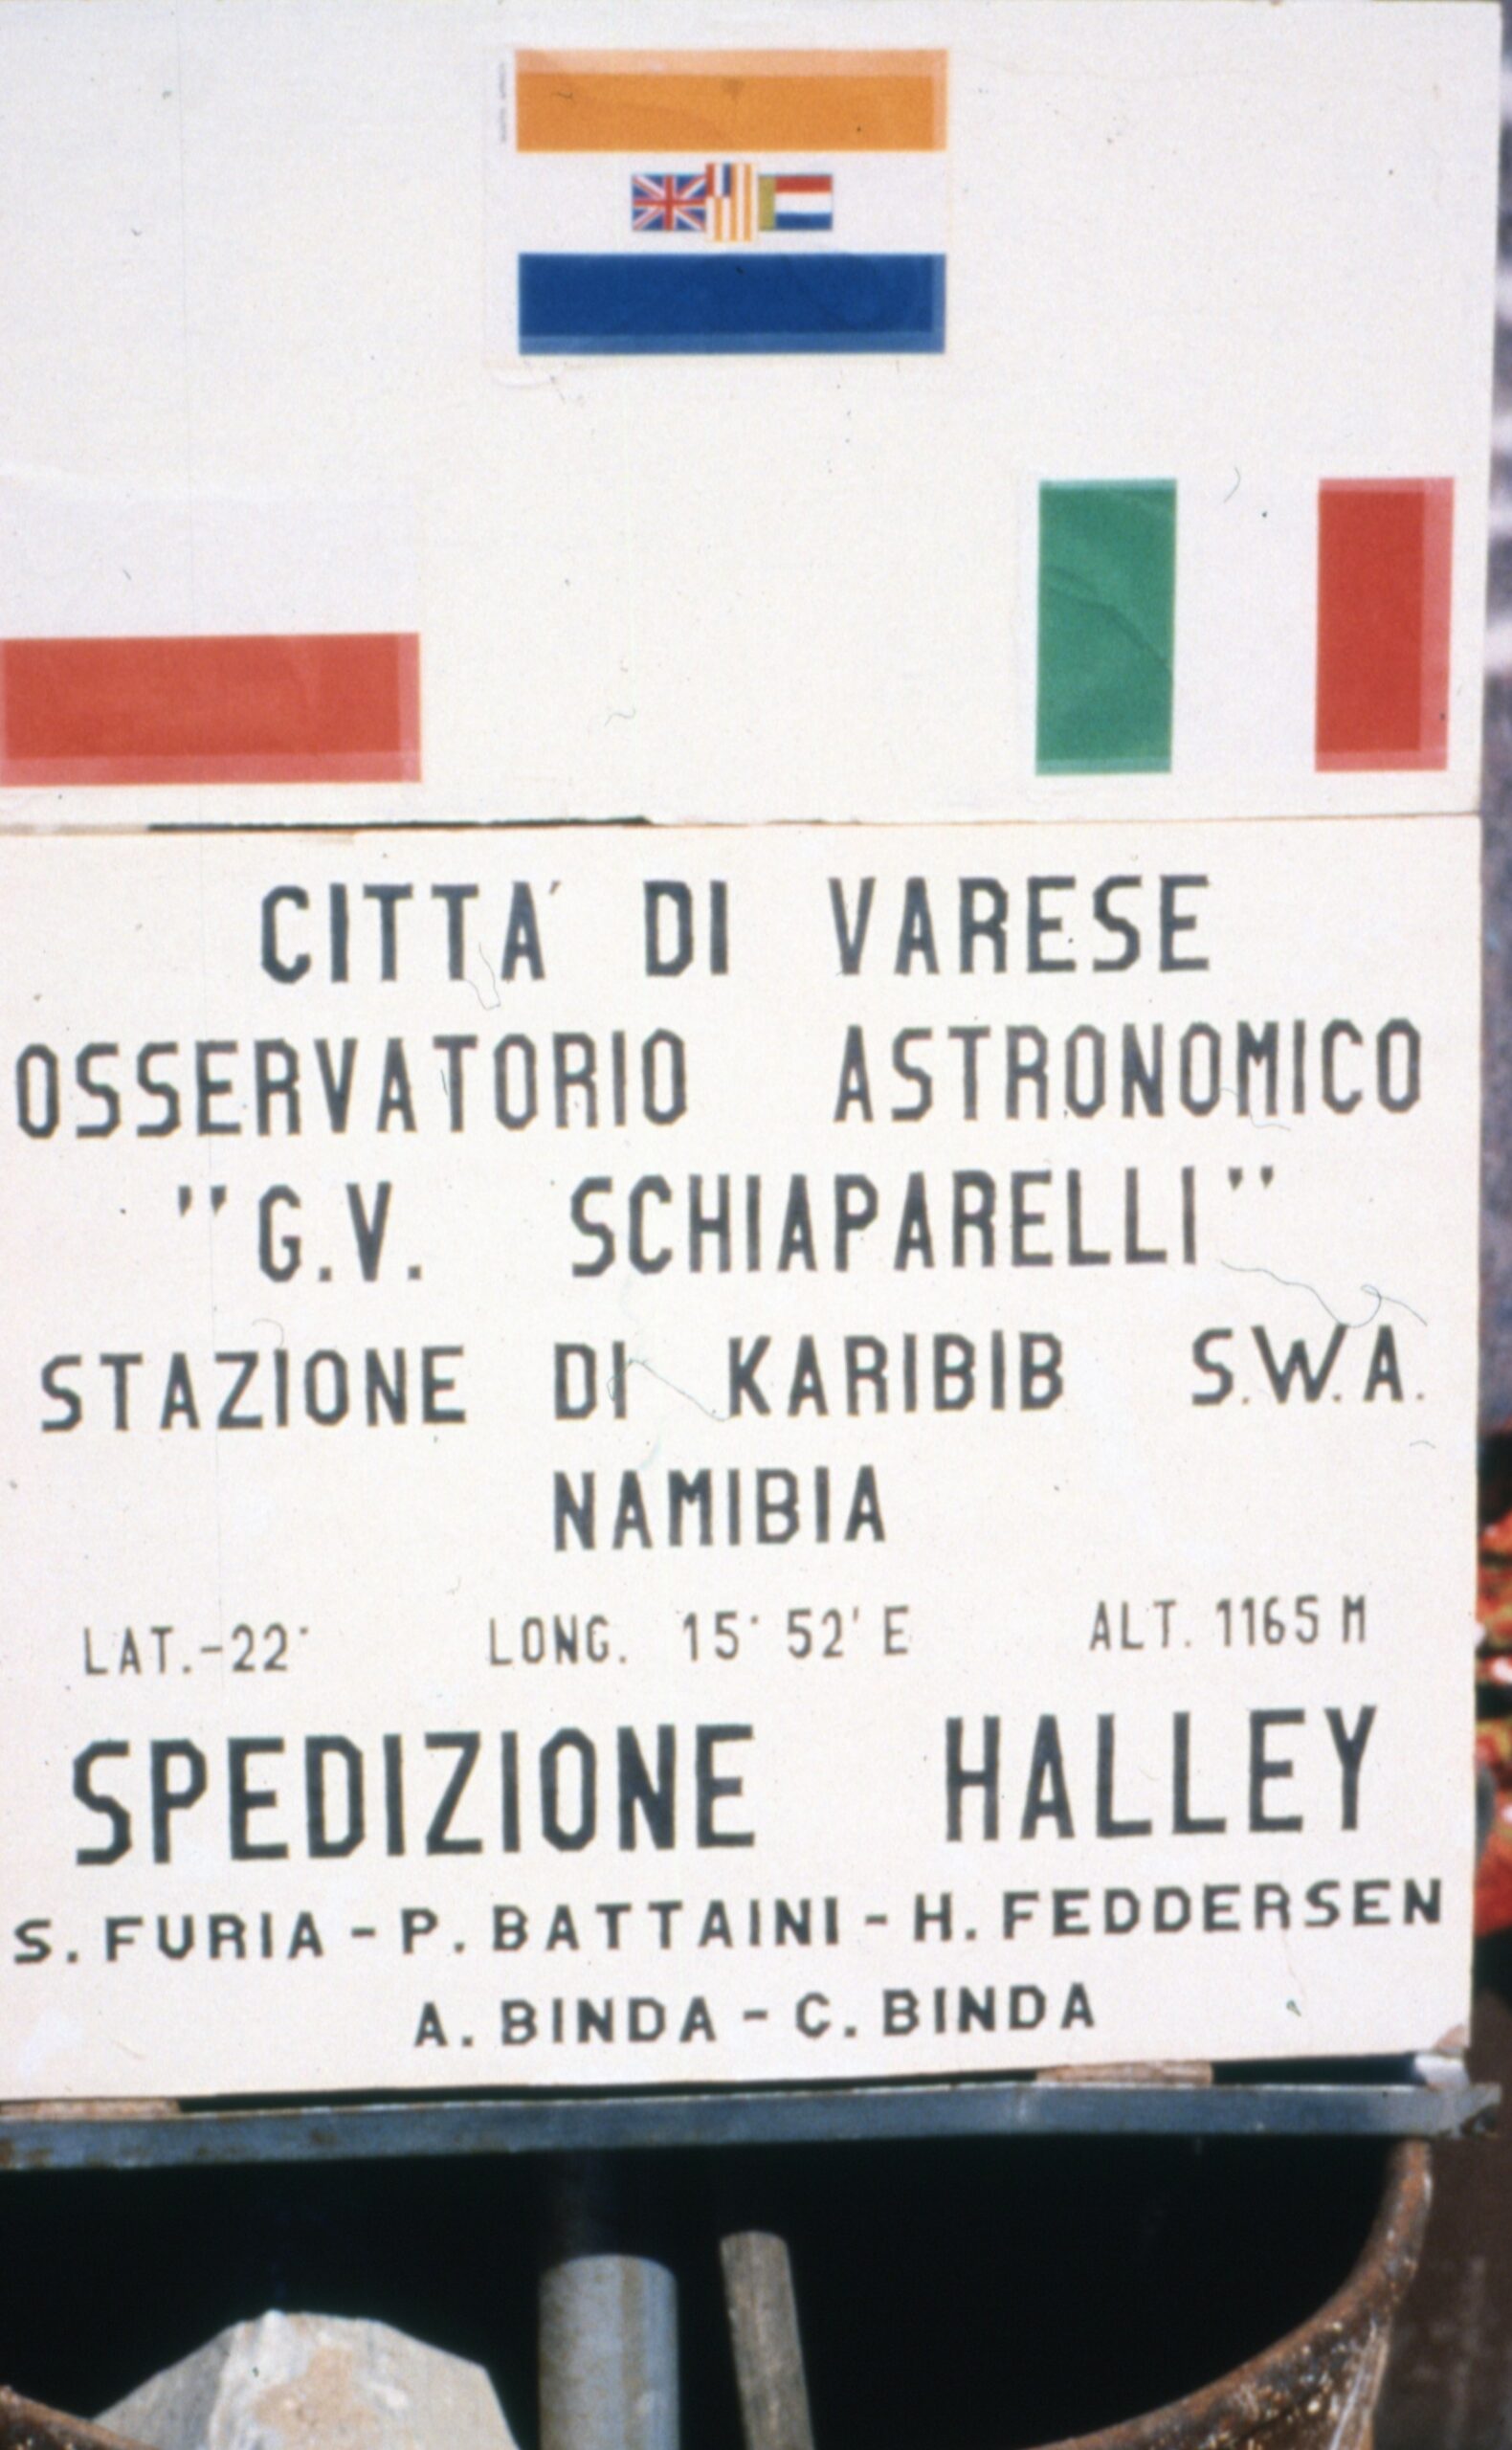 CITTA' DI VARESE
OSSERVATORIO ASTRONOMICO
"G.V. SCHIAPARELLI"
STAZIONE DI KARIBIB S.W.A.
NAMIBIA
LAT.-22° LONG. 15° 52' E ALT. 1165 M
SPEDIZIONE HALLEY
S. FURIA - P. BATTAINI - H. FEDDERSEN
A. BINDA - C. BINDA